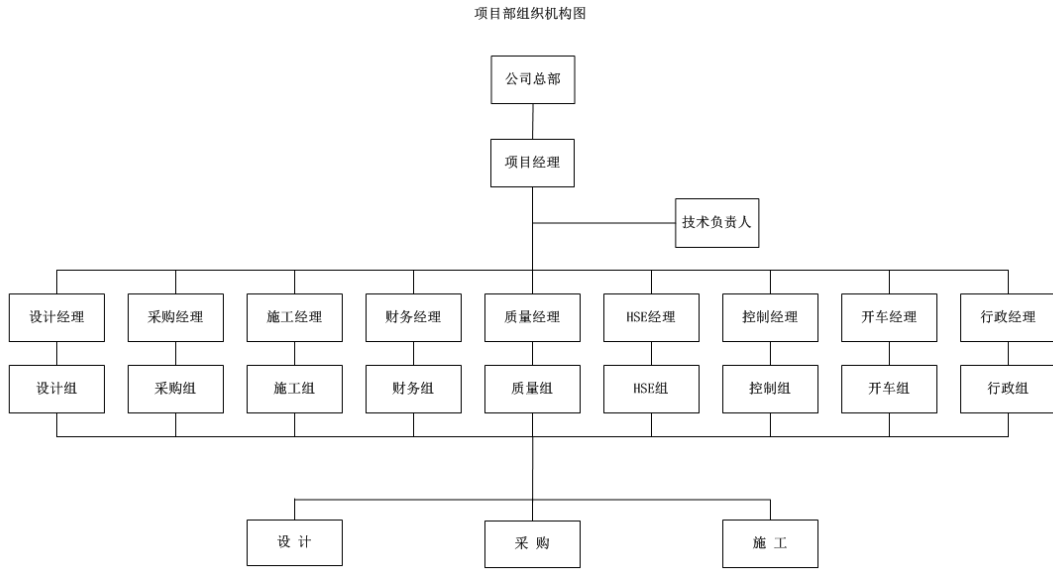 项目部组织机构图
公司总部
项目经理
技术负责人
设计经理 采购经理 施工经理 财务经理 质量经理 HSE经理 控制经理 开车经理 行政经理
设计组 采购组 施工组 财务组 质量组 HSE组 控制组 开车组 行政组
设 计 采 购 施 工